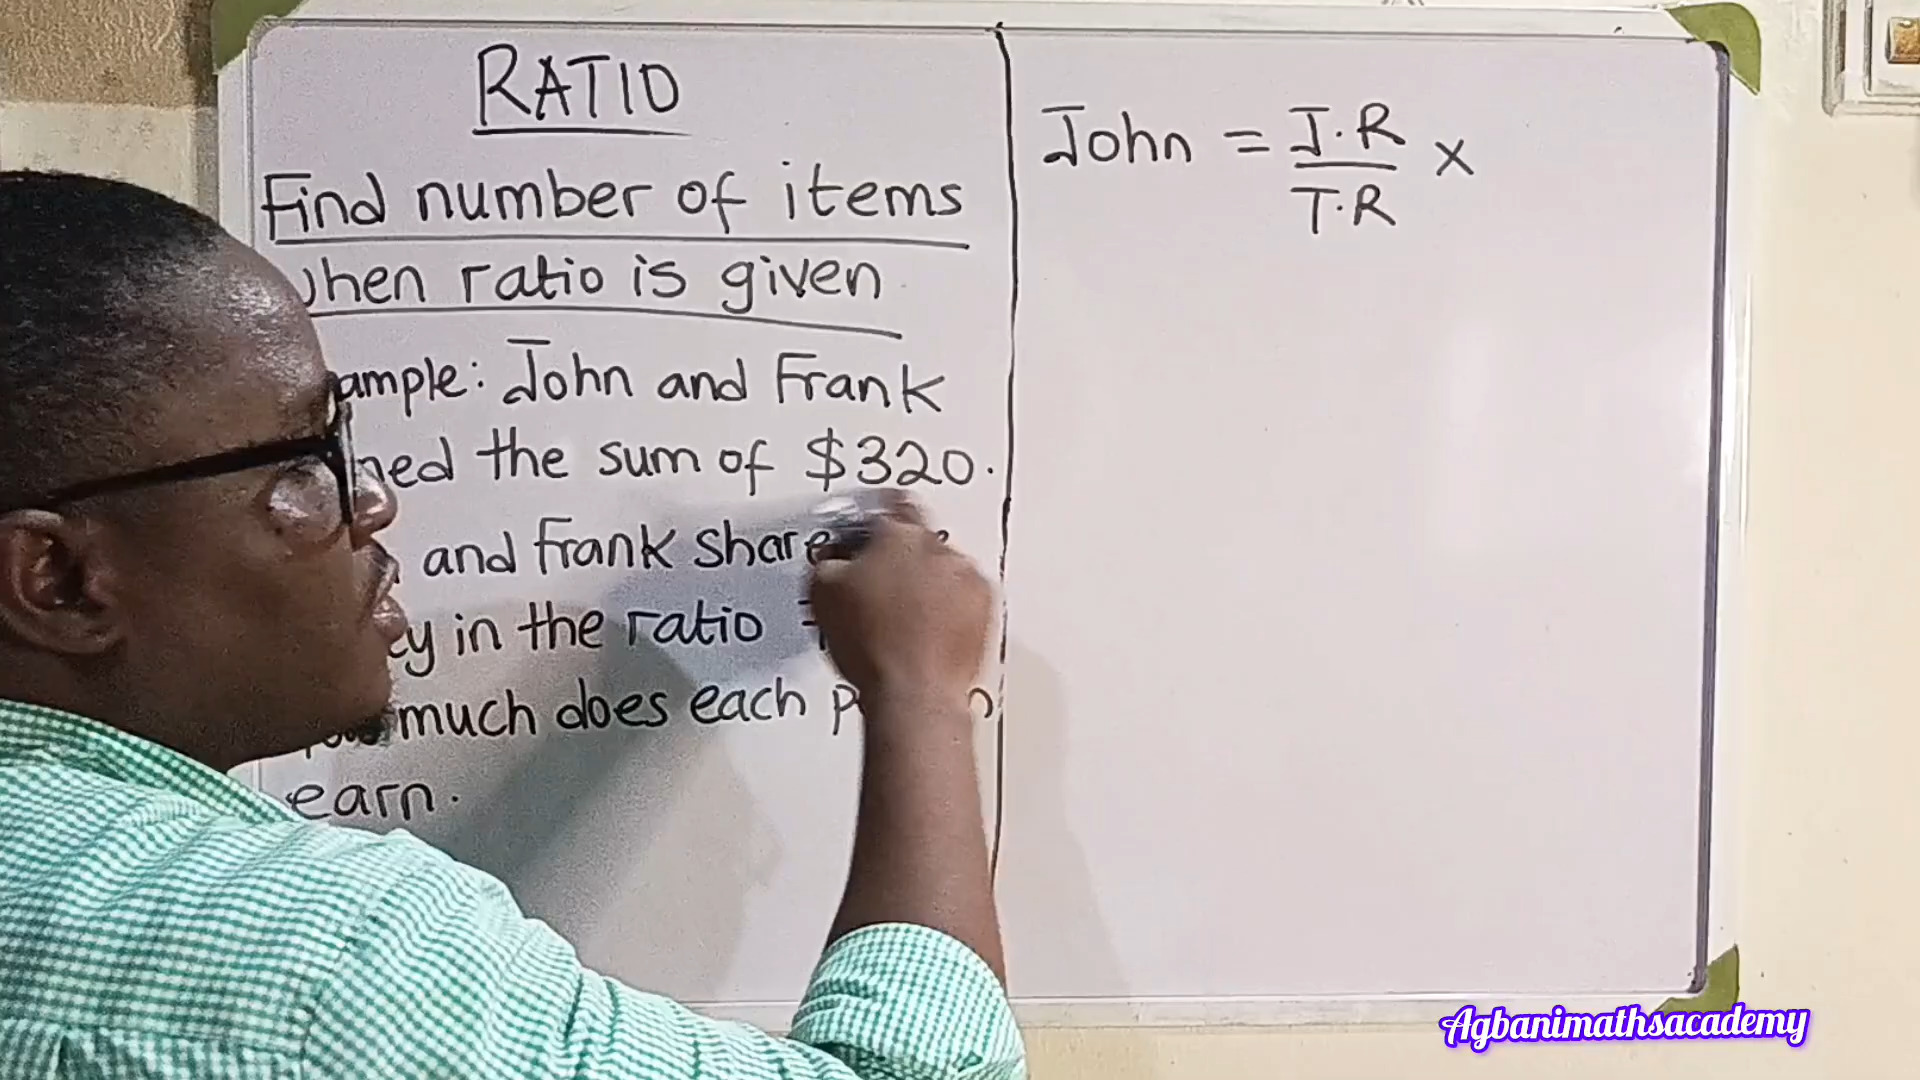 RATIO
Find number of items
when ratio is given
ample: John and Frank
ned the sum of $320.
and Frank share
ey in the ratio
much does each
earn.
John = J.R / T.R ×
Agbanimathsacademy